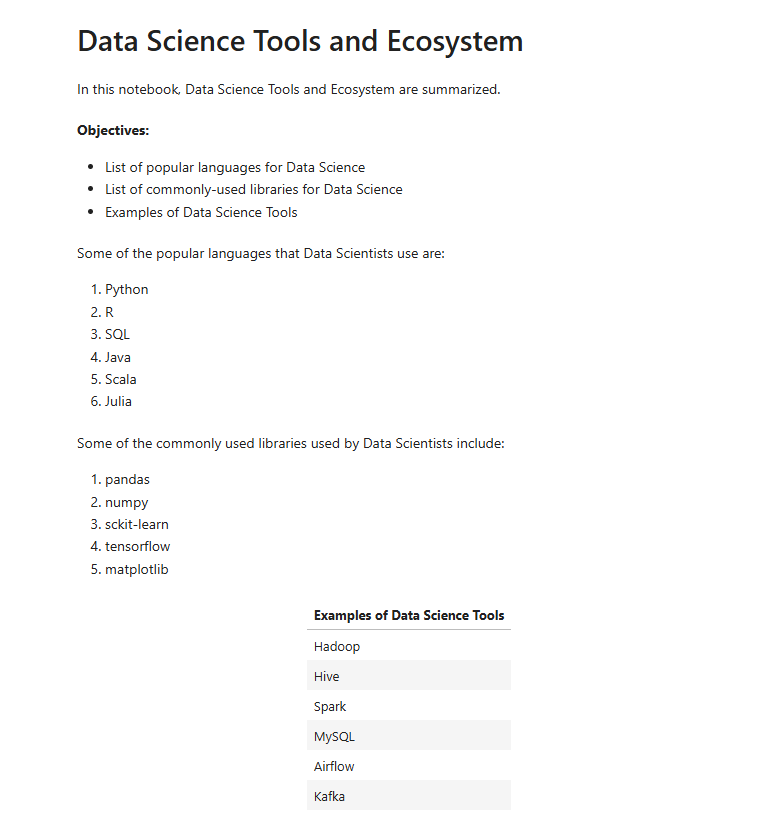 Data Science Tools and Ecosystem
In this notebook, Data Science Tools and Ecosystem are summarized.
Objectives:
• List of popular languages for Data Science
• List of commonly-used libraries for Data Science
• Examples of Data Science Tools
Some of the popular languages that Data Scientists use are:
1. Python
2. R
3. SQL
4. Java
5. Scala
6. Julia
Some of the commonly used libraries used by Data Scientists include:
1. pandas
2. numpy
3. sckit-learn
4. tensorflow
5. matplotlib
Examples of Data Science Tools
Hadoop
Hive
Spark
MySQL
Airflow
Kafka